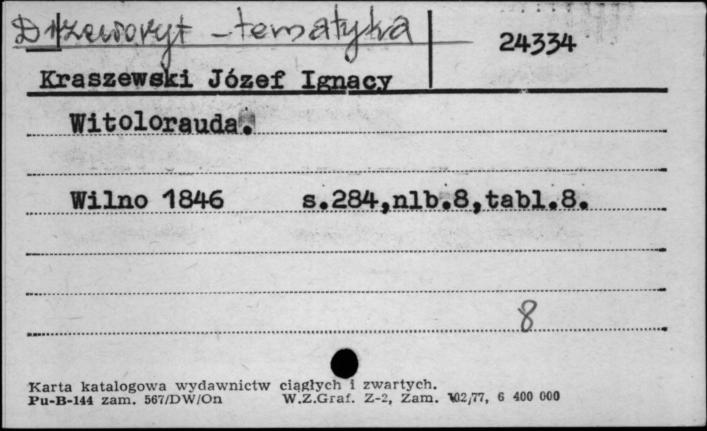 Drzeworyt - tematyka
24334
Kraszewski Józef Ignacy
Witolorauda.
Wilno 1846 s.284,nlb.8,tabl.8.
8
Karta katalogowa wydawnictw ciągłych i zwartych.
Pu-B-144 zam. 567/DW/On W.Z.Graf. Z-2, Zam. 102/77, 6 400 000